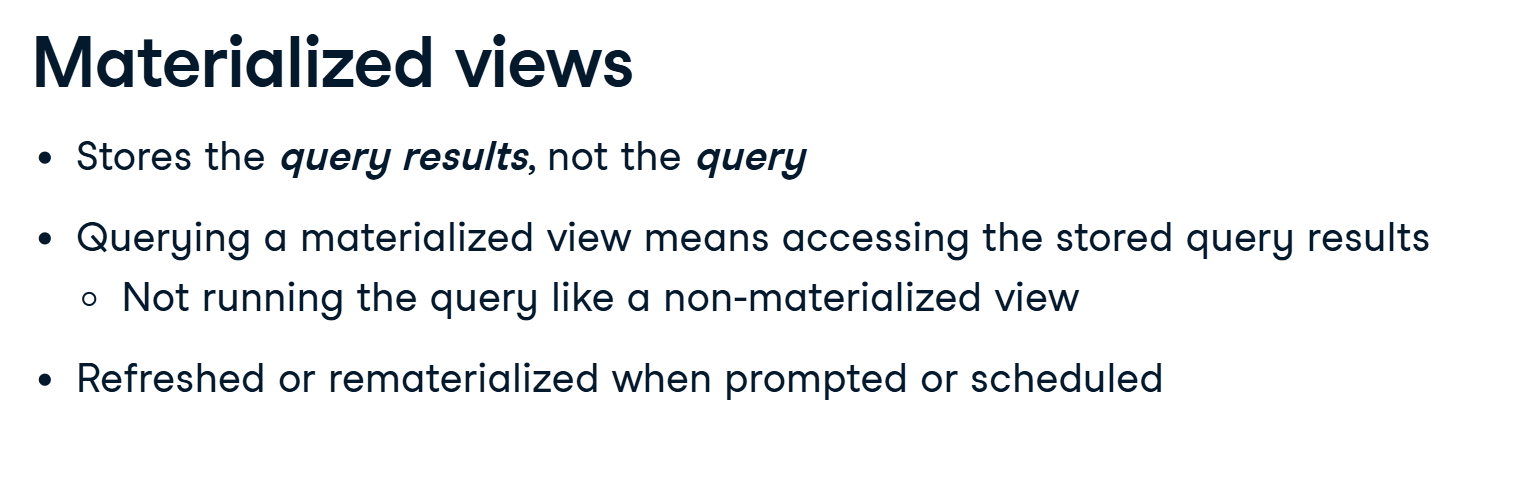 Materialized views
• Stores the query results, not the query
• Querying a materialized view means accessing the stored query results
◦ Not running the query like a non-materialized view
• Refreshed or rematerialized when prompted or scheduled